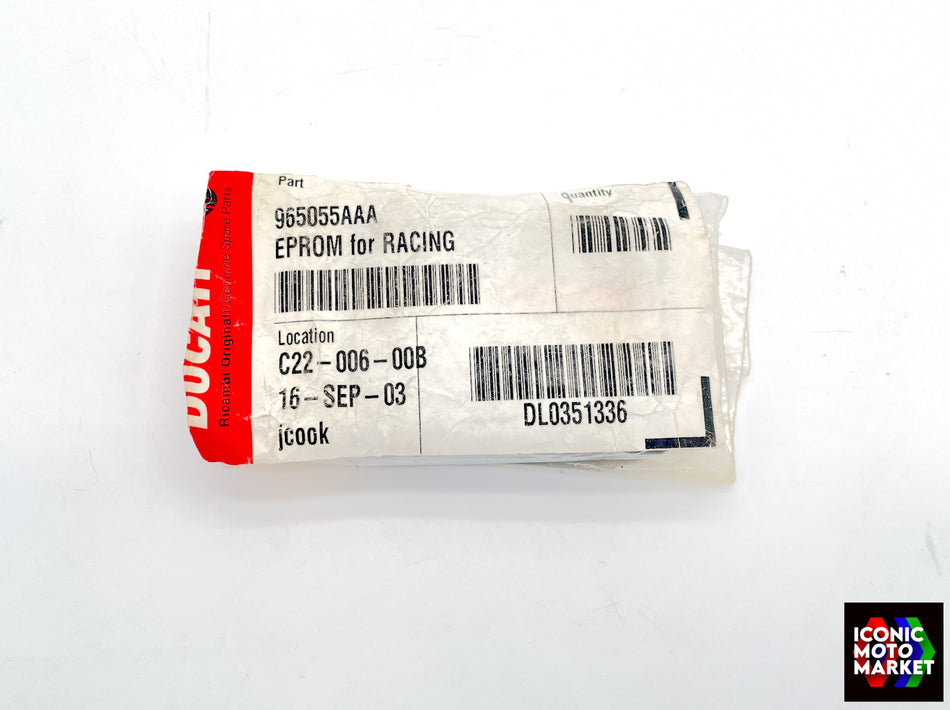 Part
965055AAA
EPROM for RACING
Quantity
Location
C22-006-00B
16-SEP-03
jcook
DL0351336
DUCATI
Ricambi Originali/Genuine Spare Parts
ICONIC
MOTO
MARKET